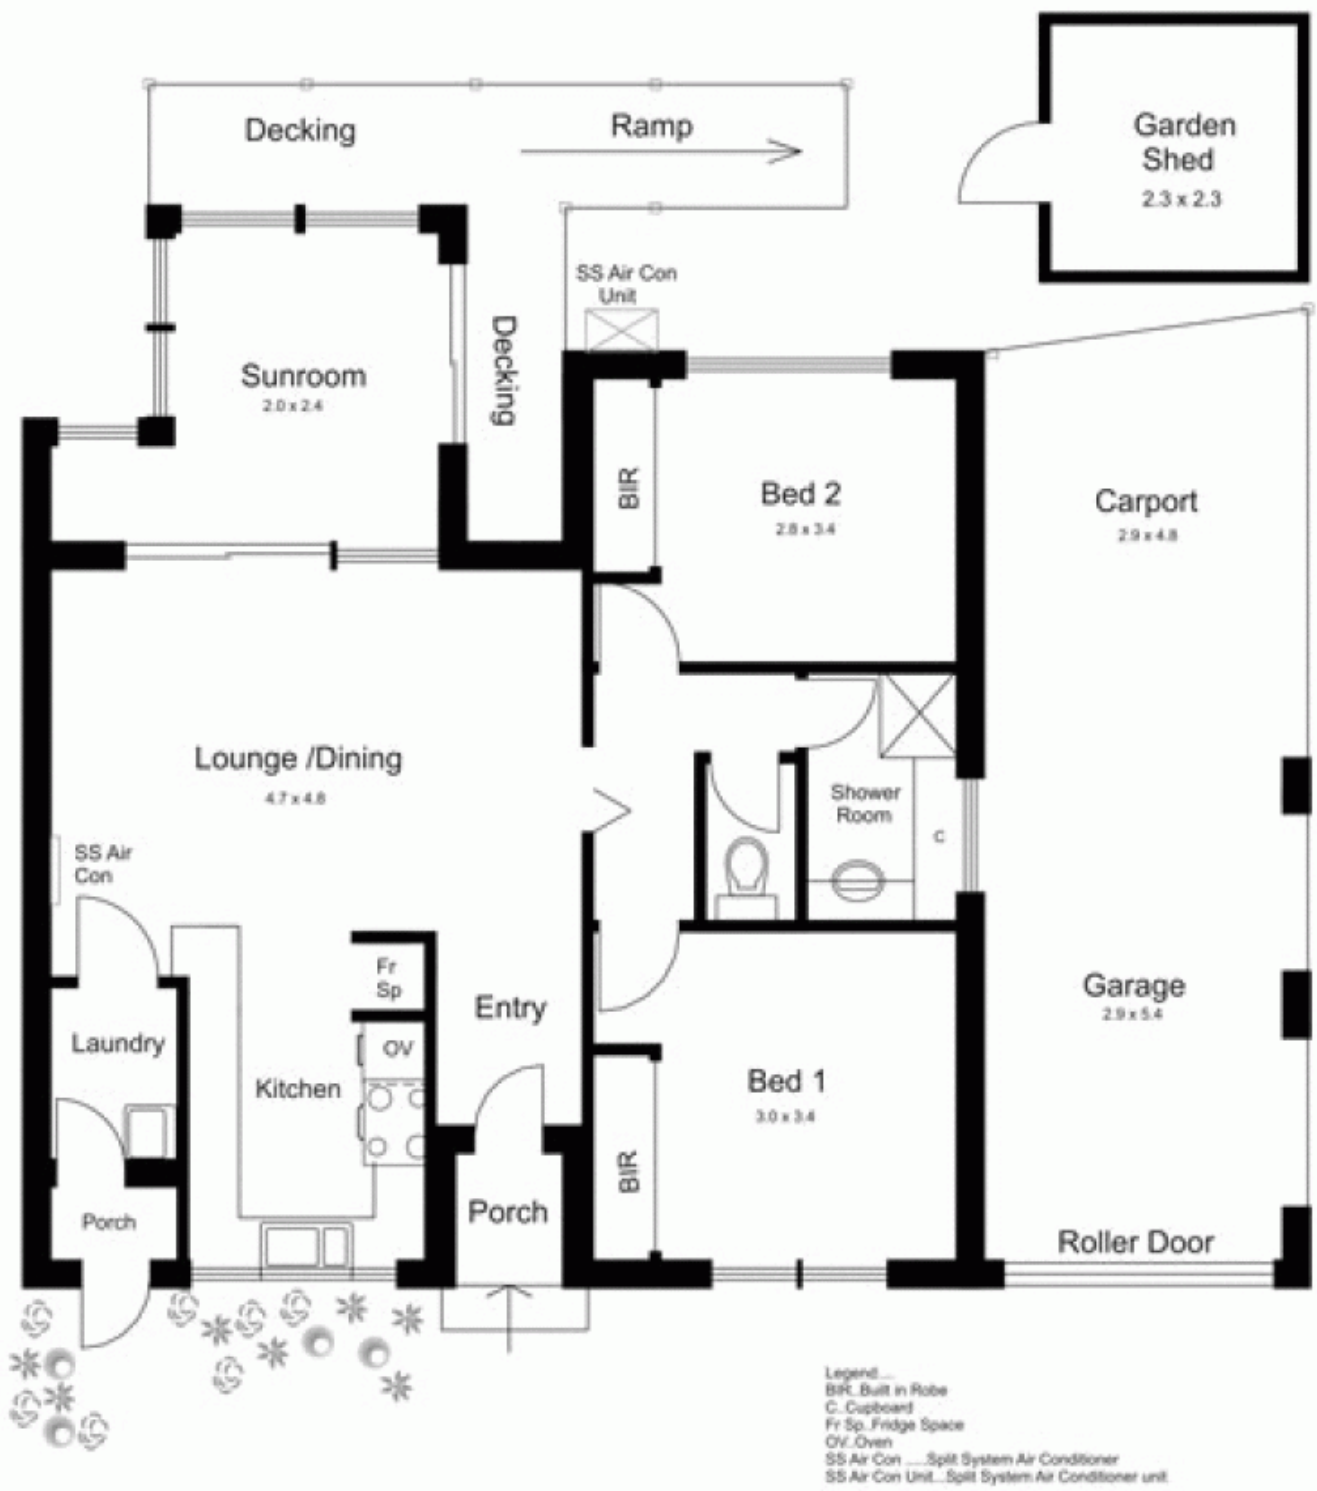 Decking
Ramp
Garden
Shed
2.3 x 2.3
SS Air Con
Unit
Decking
Sunroom
2.0 x 2.4
BIR
Bed 2
2.8 x 3.4
Carport
2.9 x 4.8
Lounge /Dining
4.7 x 4.8
Shower
Room
C
SS Air
Con
Fr
Sp
Entry
Garage
2.9 x 5.4
Laundry
OV
Kitchen
Bed 1
3.0 x 3.4
BIR
Porch
Porch
Roller Door
Legend....
BIR..Built in Robe
C..Cupboard
Fr Sp..Fridge Space
OV..Oven
SS Air Con .....Split System Air Conditioner
SS Air Con Unit...Split System Air Conditioner unit